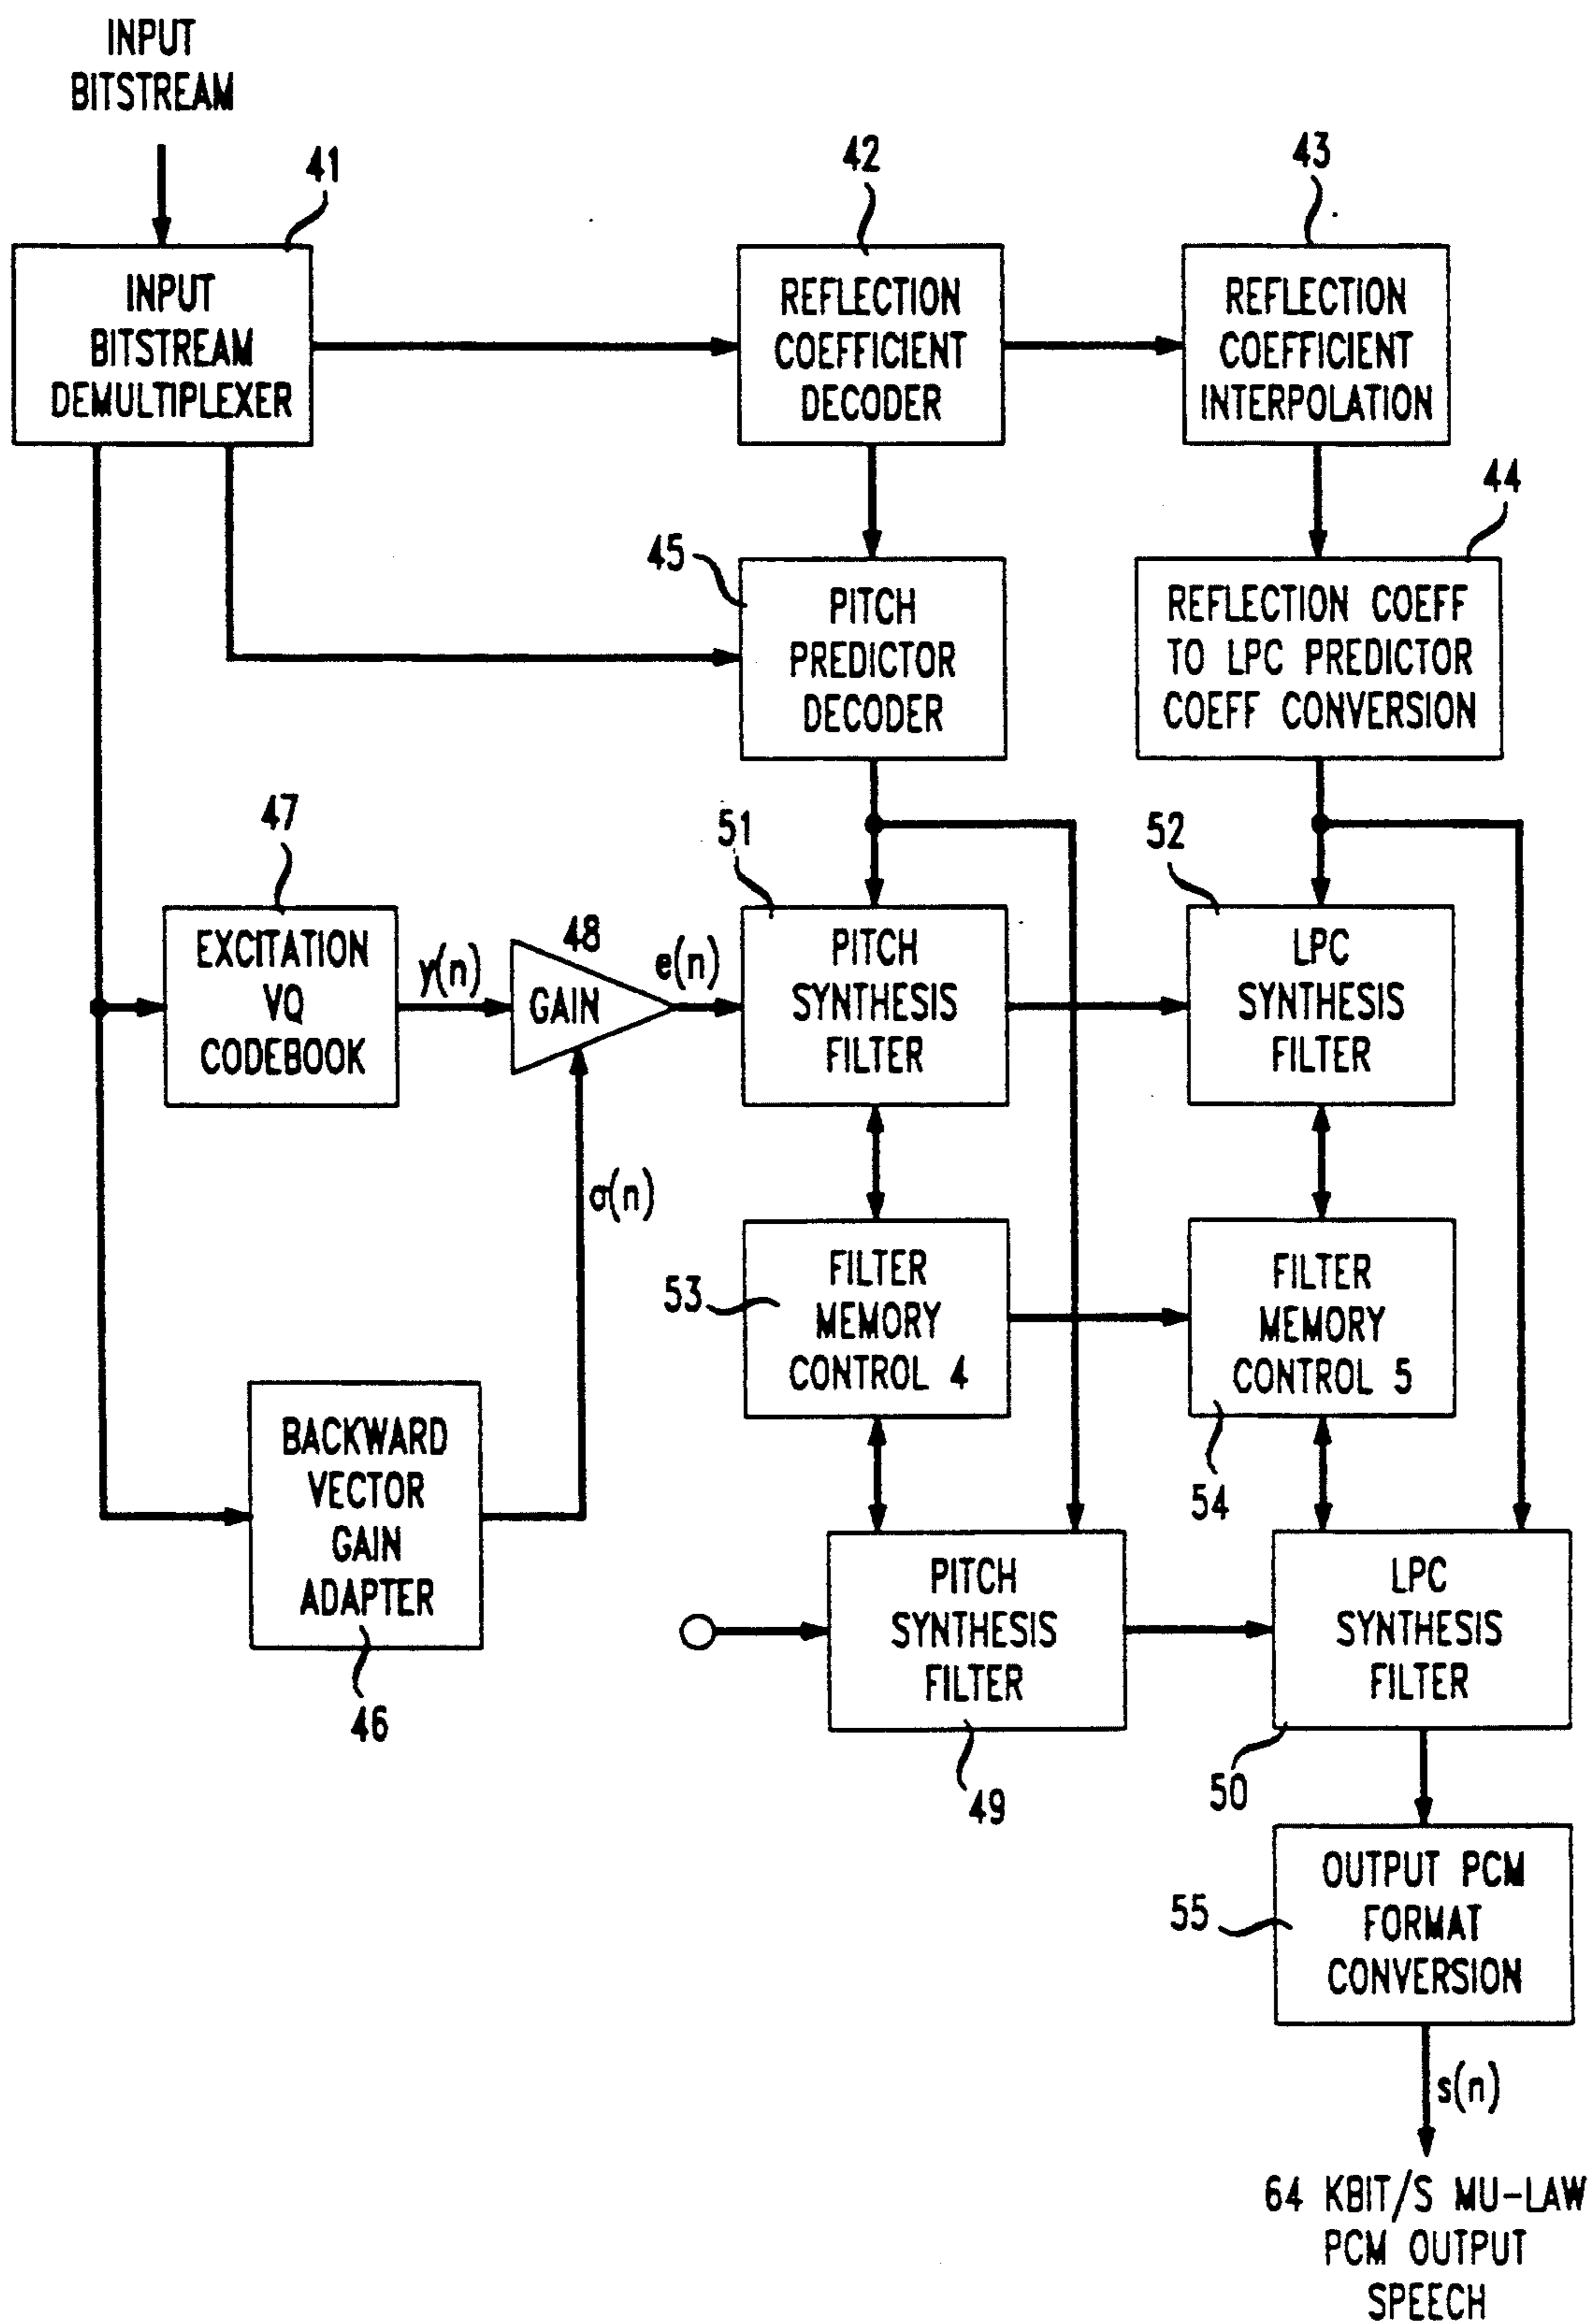 INPUT
BITSTREAM
41
42
43
INPUT
BITSTREAM
DEMULTIPLEXER
REFLECTION
COEFFICIENT
DECODER
REFLECTION
COEFFICIENT
INTERPOLATION
44
45
PITCH
PREDICTOR
DECODER
REFLECTION COEFF
TO LPC PREDICTOR
COEFF CONVERSION
47
51
52
EXCITATION
VQ
CODEBOOK
y(n)
48
GAIN
e(n)
PITCH
SYNTHESIS
FILTER
LPC
SYNTHESIS
FILTER
σ(n)
53
FILTER
MEMORY
CONTROL 4
FILTER
MEMORY
CONTROL 5
54
BACKWARD
VECTOR
GAIN
ADAPTER
46
PITCH
SYNTHESIS
FILTER
49
LPC
SYNTHESIS
FILTER
50
55
OUTPUT PCM
FORMAT
CONVERSION
s(n)
64 KBIT/S MU-LAW
PCM OUTPUT
SPEECH